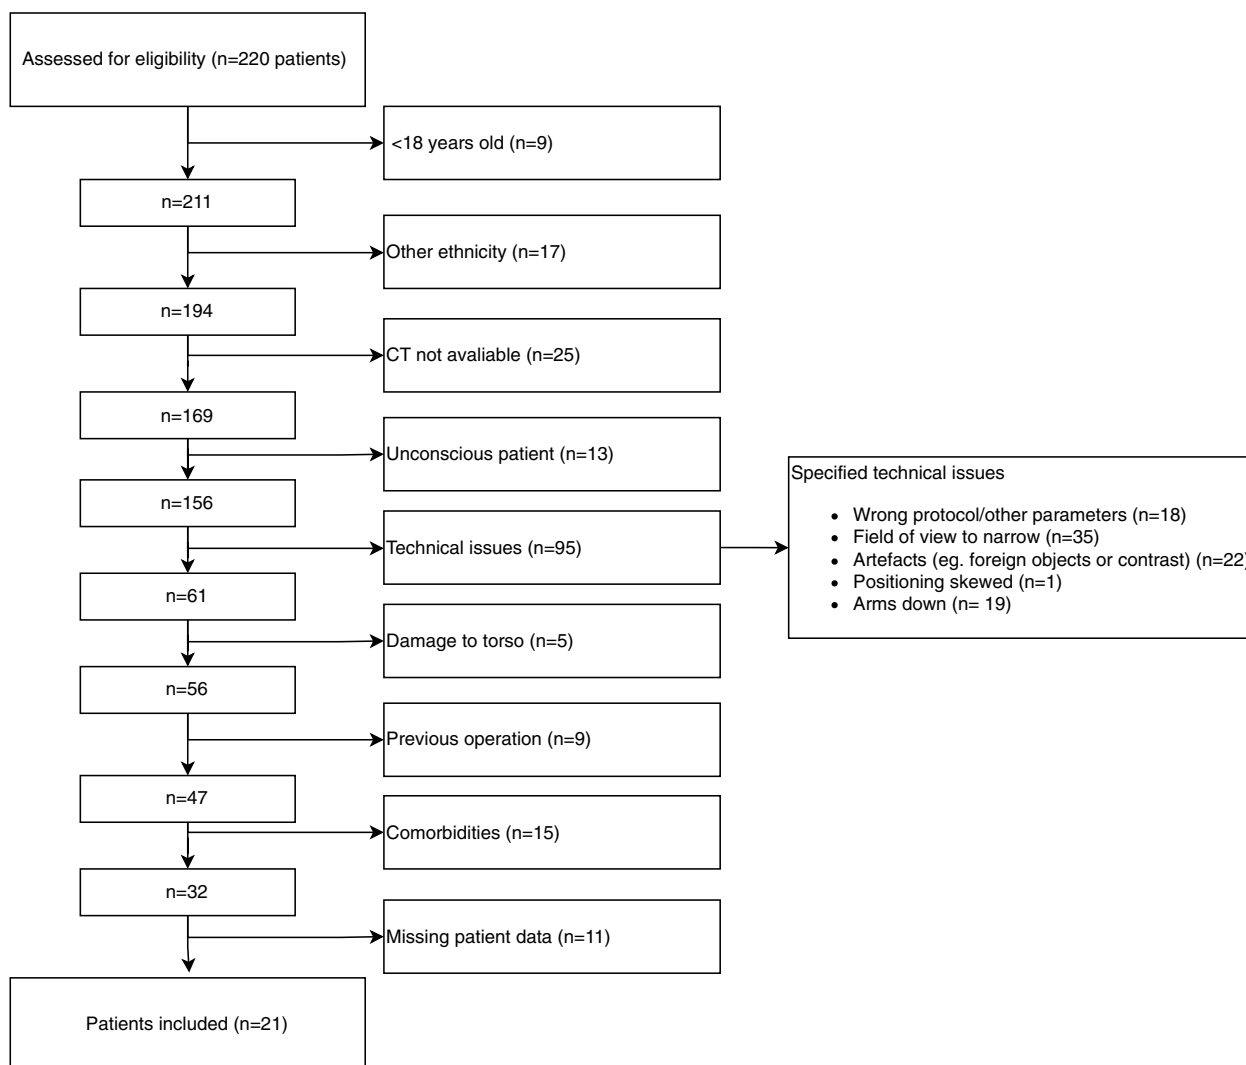 Assessed for eligibility (n=220 patients)
<18 years old (n=9)
n=211
Other ethnicity (n=17)
n=194
CT not avaliable (n=25)
n=169
Unconscious patient (n=13)
n=156
Technical issues (n=95)
Specified technical issues
• Wrong protocol/other parameters (n=18)
• Field of view to narrow (n=35)
• Artefacts (eg. foreign objects or contrast) (n=22)
• Positioning skewed (n=1)
• Arms down (n= 19)
n=61
Damage to torso (n=5)
n=56
Previous operation (n=9)
n=47
Comorbidities (n=15)
n=32
Missing patient data (n=11)
Patients included (n=21)